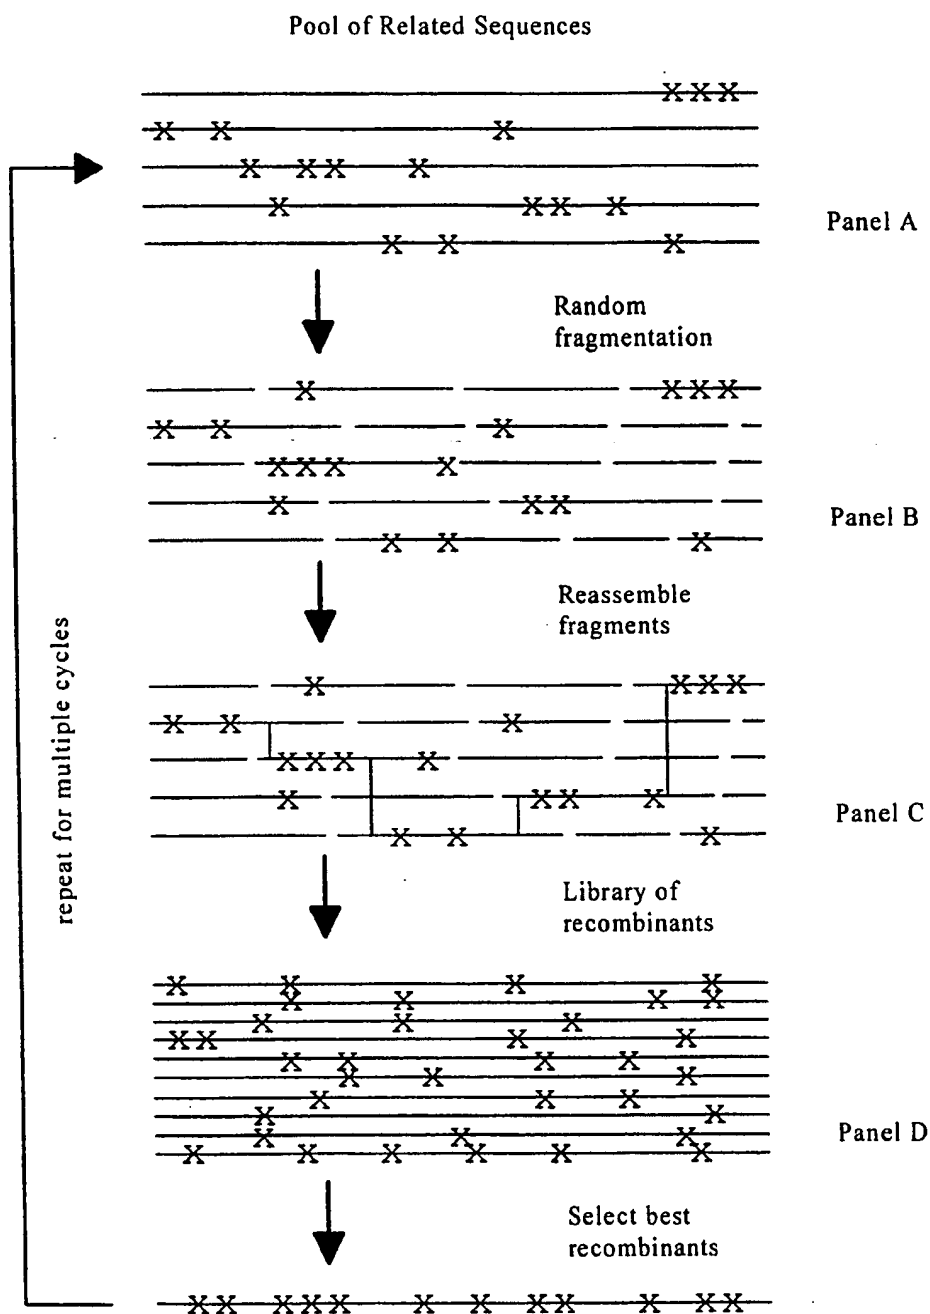 Pool of Related Sequences
X X X
X X X
X X X X
X X X X
X X X
Panel A
Random
fragmentation
X X X X
X X X
X X X X
X X X
X X X
Panel B
Reassemble
fragments
X X X X
X X X
X X X X
X X X X
X X X
Panel C
Library of
recombinants
X X X X
X X X X
X X X
X X X X
X X X X
X X X
X X X
X X
X X X
X X X X X X
Panel D
Select best
recombinants
X X X X X X X X X X X X
repeat for multiple cycles